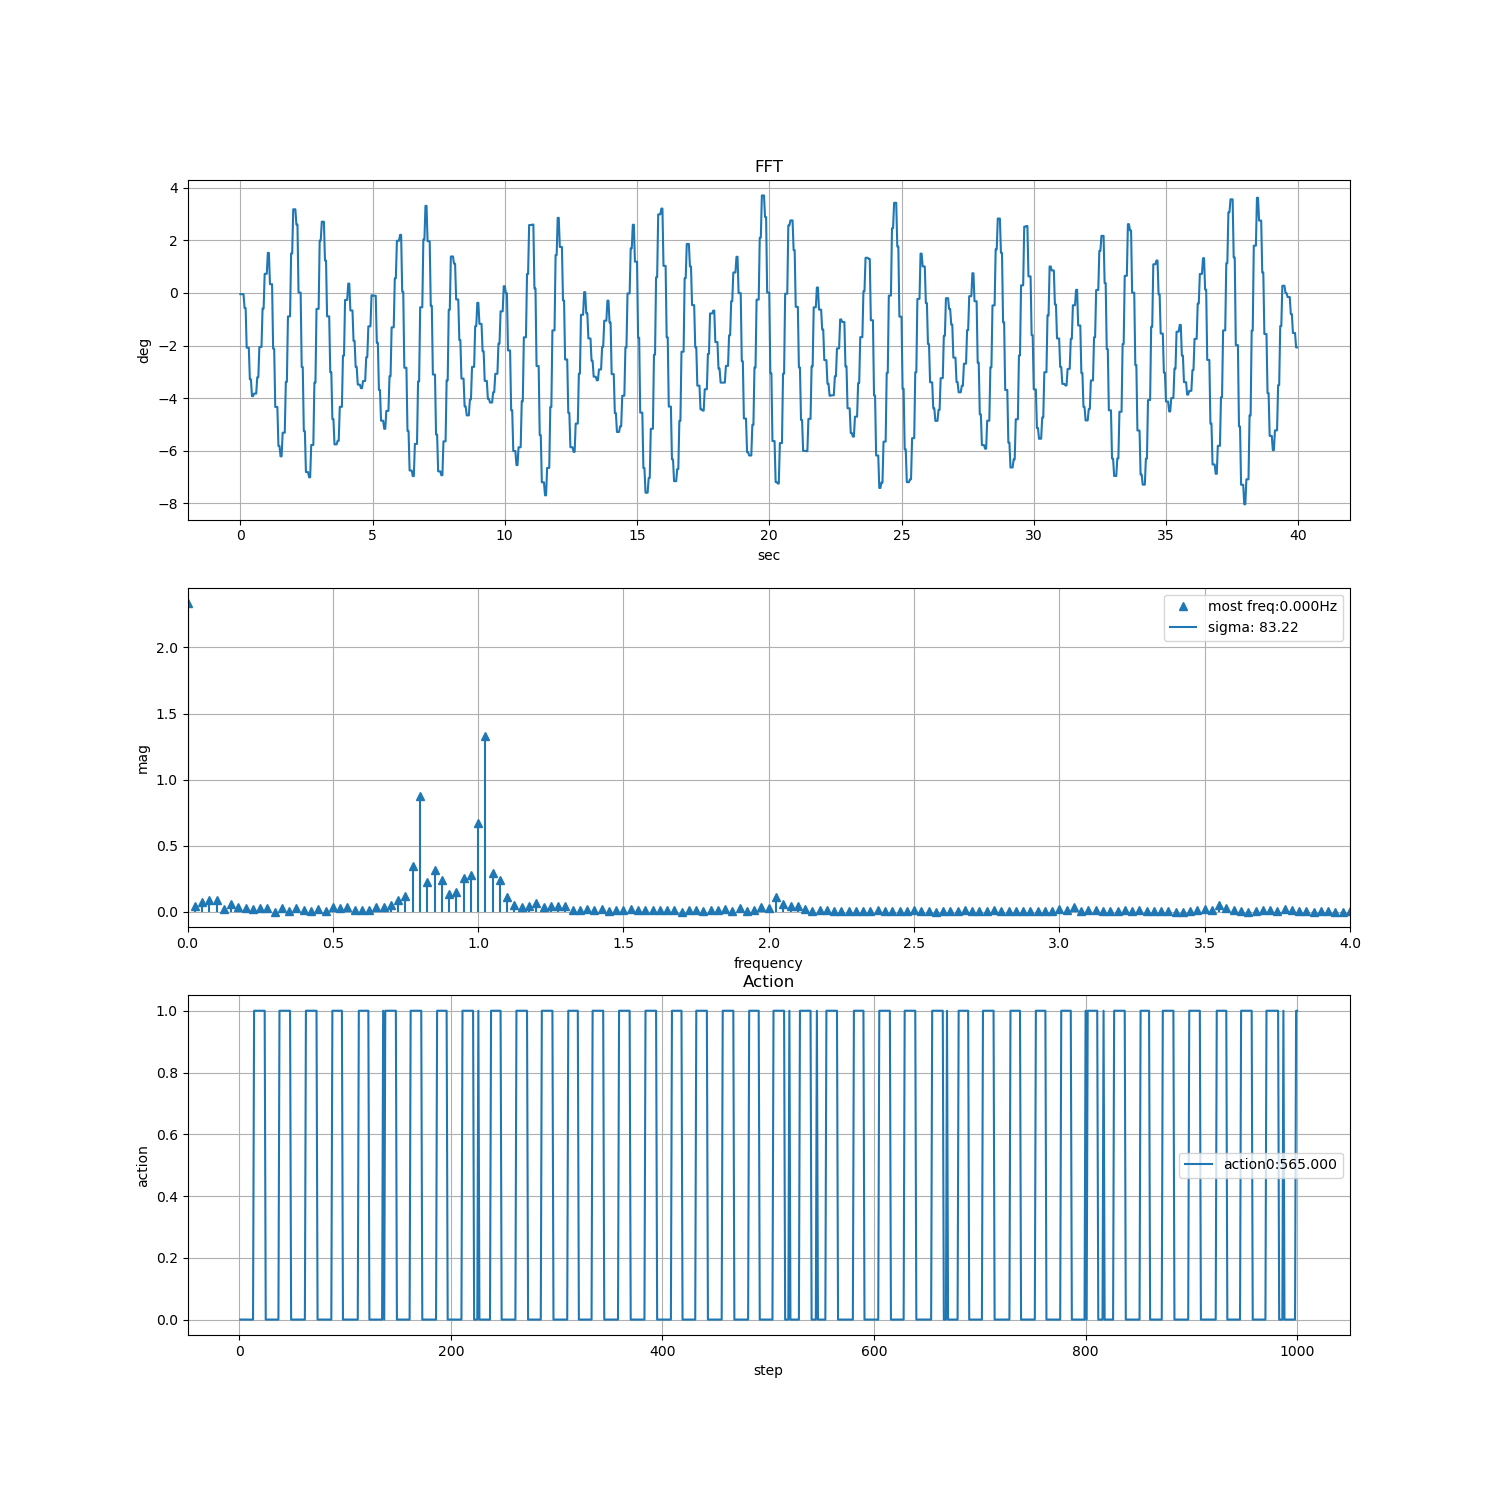 FFT
4
2
0
−2
−4
−6
−8
deg
0 5 10 15 20 25 30 35 40
sec
2.0
1.5
1.0
0.5
0.0
mag
most freq:0.000Hz
sigma: 83.22
0.0 0.5 1.0 1.5 2.0 2.5 3.0 3.5 4.0
frequency
Action
1.0
0.8
0.6
0.4
0.2
0.0
action
action0:565.000
0 200 400 600 800 1000
step